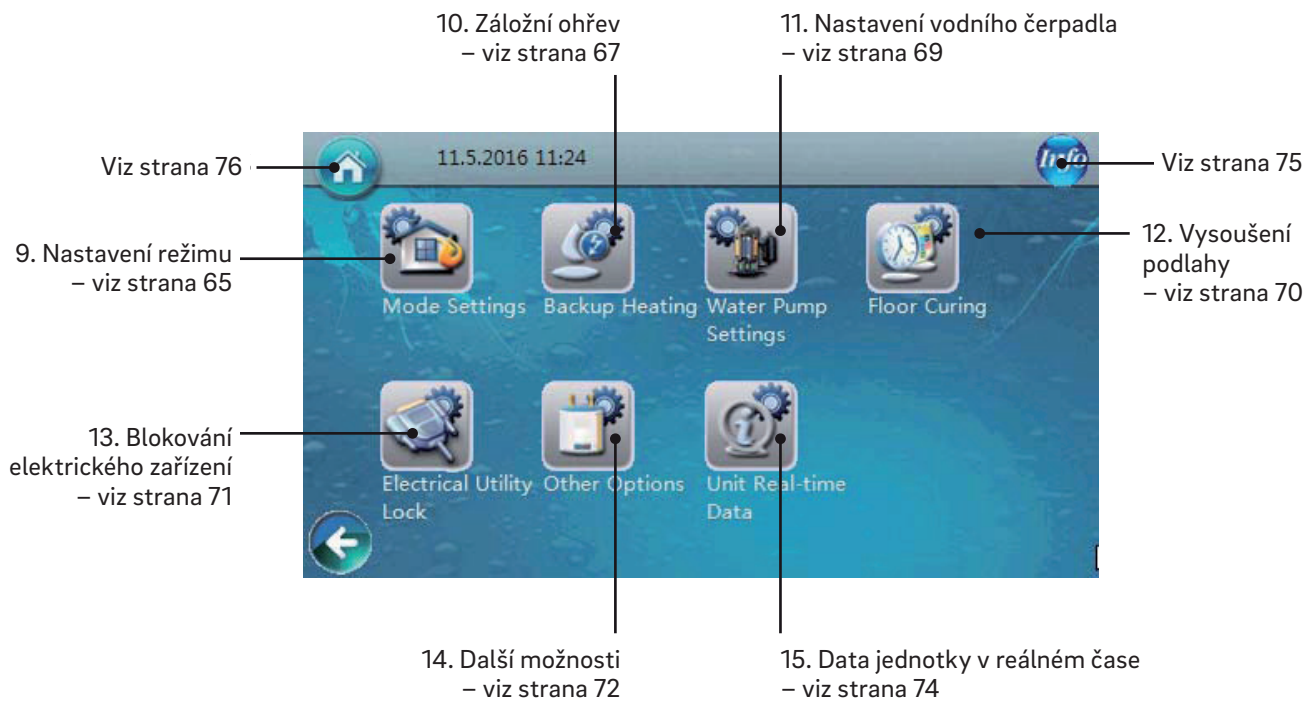 10. Záložní ohřev
– viz strana 67
11. Nastavení vodního čerpadla
– viz strana 69
Viz strana 76
11.5.2016 11:24
Info
Viz strana 75
9. Nastavení režimu
– viz strana 65
12. Vysoušení
podlahy
– viz strana 70
Mode Settings
Backup Heating
Water Pump
Settings
Floor Curing
13. Blokování
elektrického zařízení
– viz strana 71
Electrical Utility
Lock
Other Options
Unit Real-time
Data
14. Další možnosti
– viz strana 72
15. Data jednotky v reálném čase
– viz strana 74